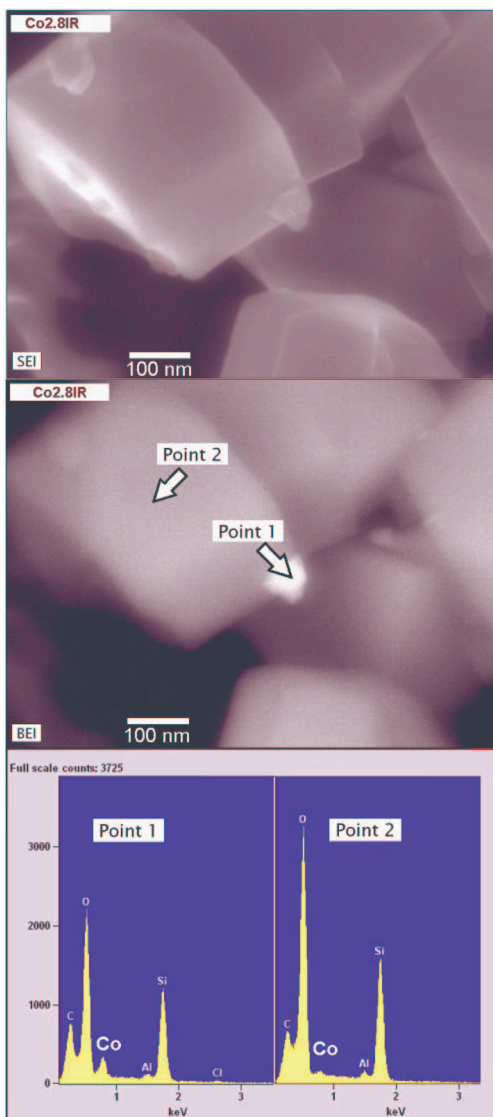 Co2.8IR
SEI
100 nm
Co2.8IR
Point 2
Point 1
BEI
100 nm
Full scale counts: 3725
Point 1
Point 2
O
O
3000
2000
Si
Si
1000
C
Co
Al
Cl
C
Co
Al
0
1
2
3
1
2
3
keV
keV